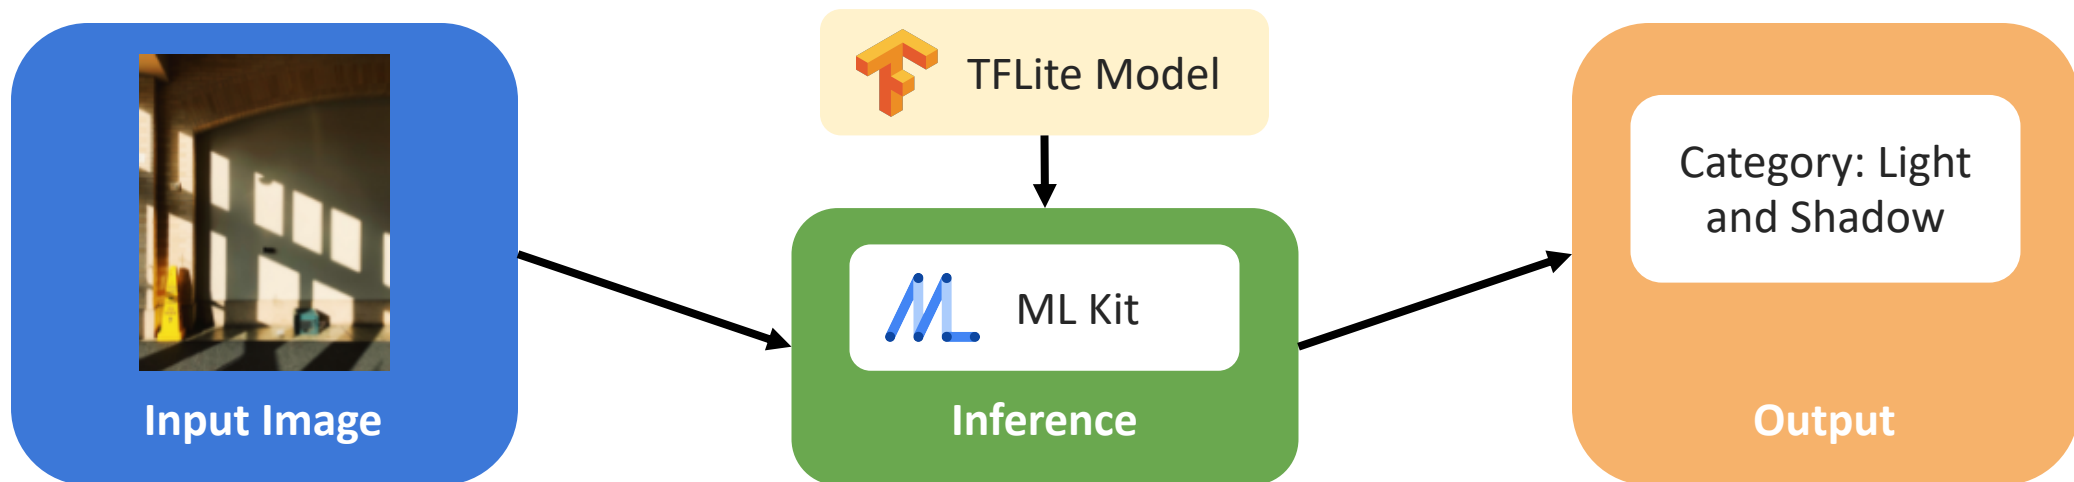 TFLite Model
Category: Light
and Shadow
ML Kit
Input Image
Inference
Output